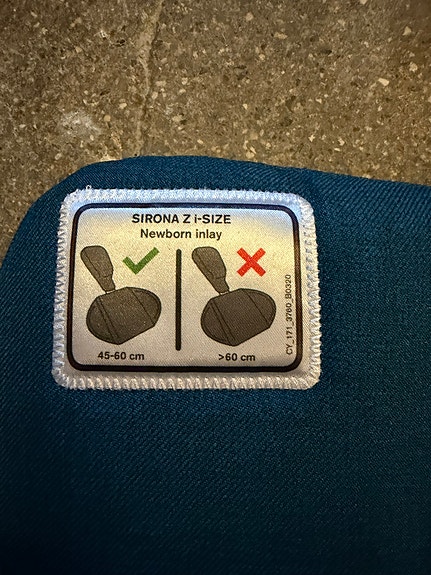 SIRONA Z i-SIZE
Newborn inlay
45-60 cm
>60 cm
CY_171_3760_B0320